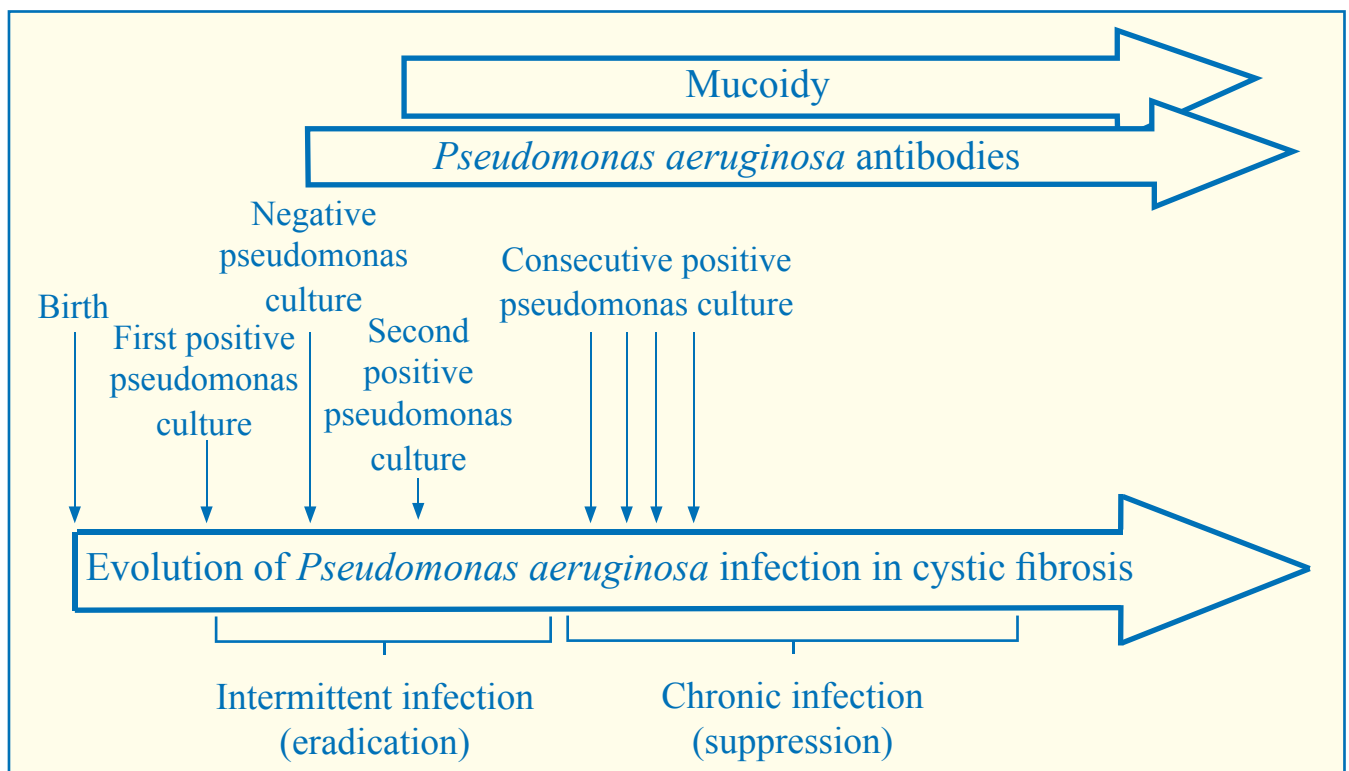 Mucoidy
Pseudomonas aeruginosa antibodies
Birth
First positive
pseudomonas
culture
Negative
pseudomonas
culture
Second
positive
pseudomonas
culture
Consecutive positive
pseudomonas culture
Evolution of Pseudomonas aeruginosa infection in cystic fibrosis
Intermittent infection
(eradication)
Chronic infection
(suppression)